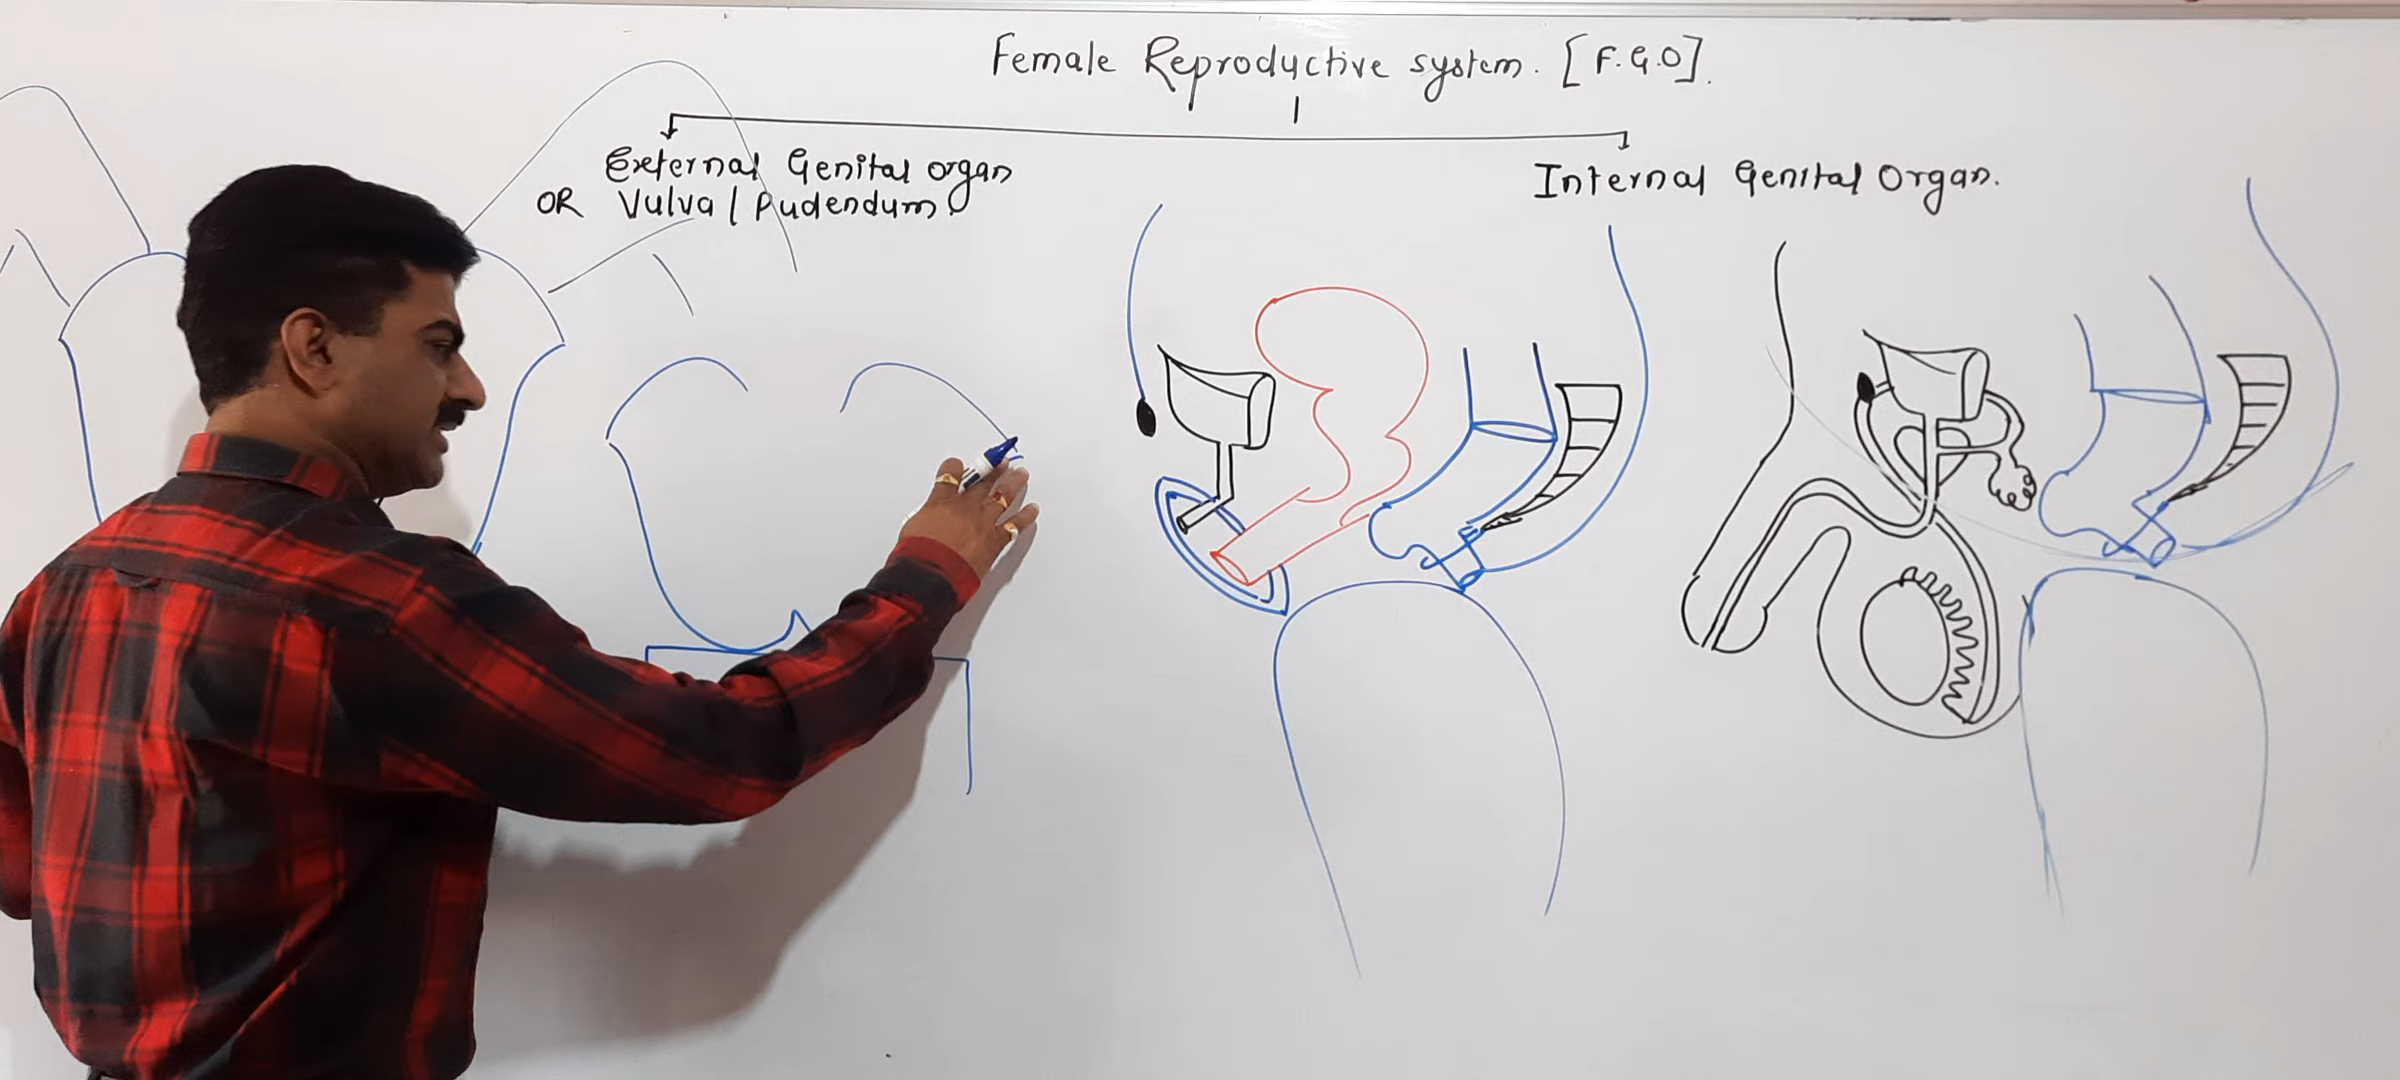 Female Reproductive system. [F.G.O].
External Genital organ
OR Vulva / Pudendum
Internal Genital Organ.